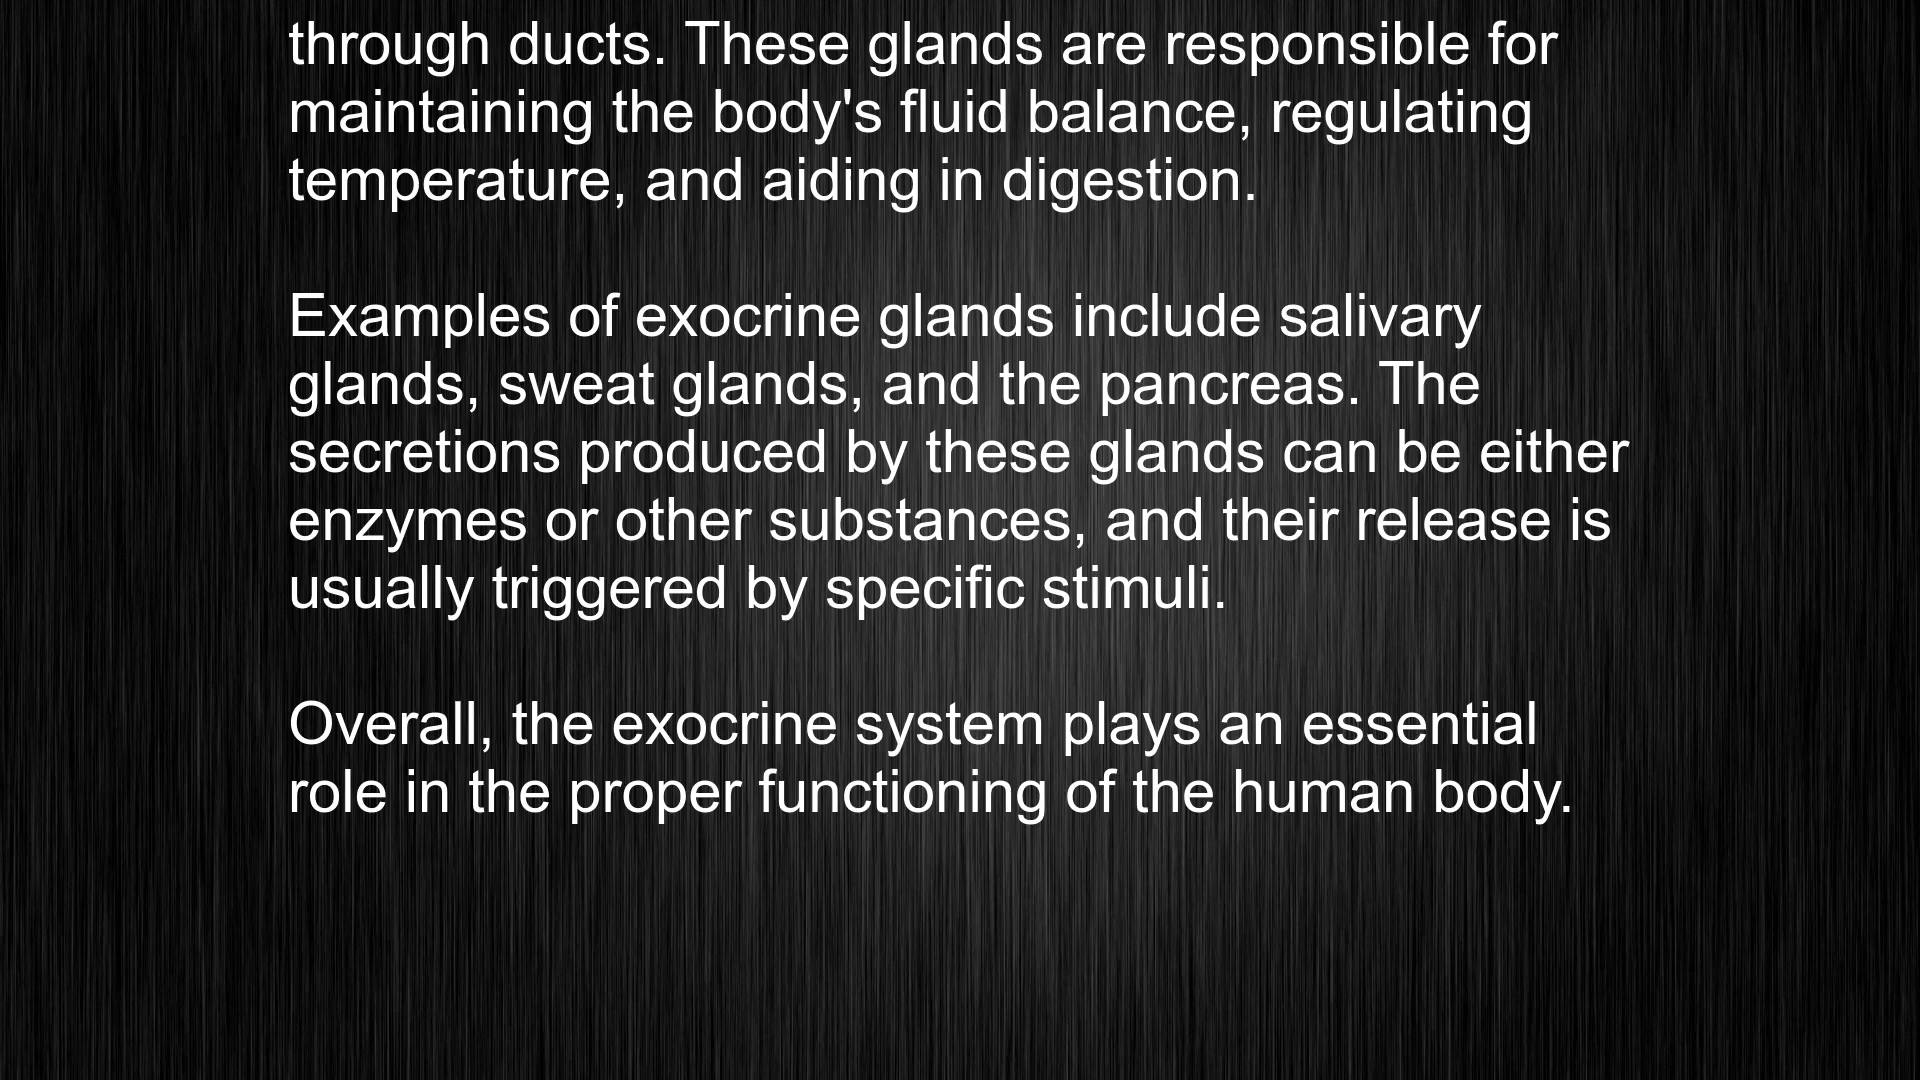 through ducts. These glands are responsible for
maintaining the body's fluid balance, regulating
temperature, and aiding in digestion.
Examples of exocrine glands include salivary
glands, sweat glands, and the pancreas. The
secretions produced by these glands can be either
enzymes or other substances, and their release is
usually triggered by specific stimuli.
Overall, the exocrine system plays an essential
role in the proper functioning of the human body.